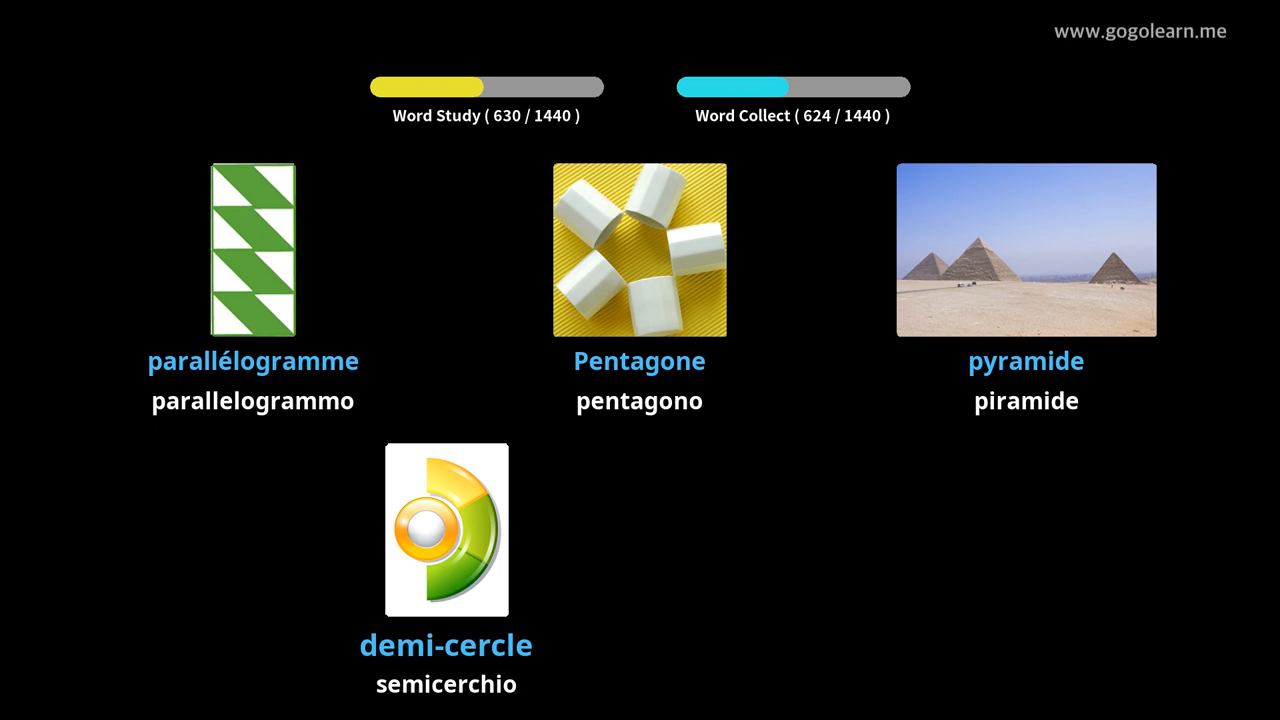 www.gogolearn.me
Word Study ( 630 / 1440 )
Word Collect ( 624 / 1440 )
parallélogramme
Pentagone
pyramide
parallelogrammo
pentagono
piramide
demi-cercle
semicerchio